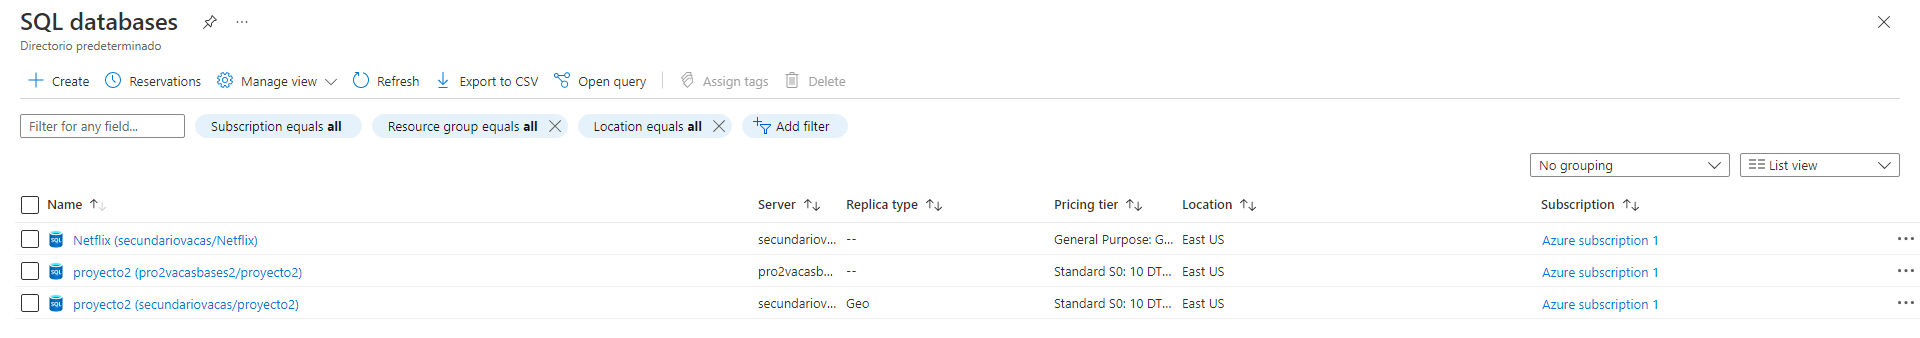 SQL databases
Directorio predeterminado
Create Reservations Manage view Refresh Export to CSV Open query Assign tags Delete
Filter for any field... Subscription equals all Resource group equals all Location equals all Add filter
No grouping List view
Name Server Replica type Pricing tier Location Subscription
SQL Netflix (secundariovacas/Netflix) secundariov... -- General Purpose: G... East US Azure subscription 1
SQL proyecto2 (pro2vacasbases2/proyecto2) pro2vacasb... -- Standard S0: 10 DT... East US Azure subscription 1
SQL proyecto2 (secundariovacas/proyecto2) secundariov... Geo Standard S0: 10 DT... East US Azure subscription 1